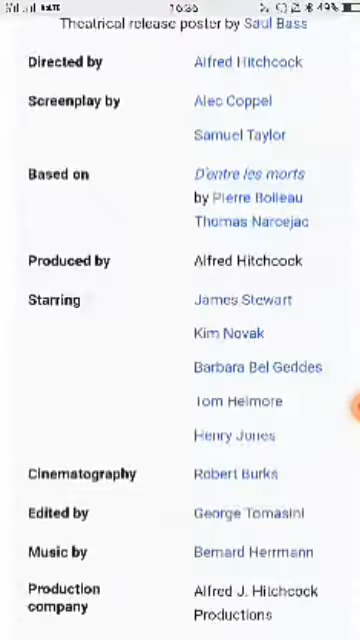 49%
Theatrical release poster by Saul Bass
Directed by Alfred Hitchcock
Screenplay by Alec Coppel
Samuel Taylor
Based on D'entre les morts
by Pierre Boileau
Thomas Narcejac
Produced by Alfred Hitchcock
Starring James Stewart
Kim Novak
Barbara Bel Geddes
Tom Helmore
Henry Jones
Cinematography Robert Burks
Edited by George Tomasini
Music by Bernard Herrmann
Production company Alfred J. Hitchcock Productions